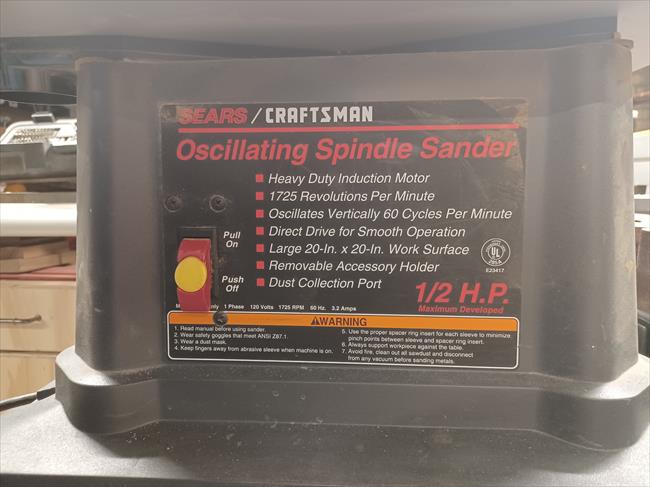 SEARS / CRAFTSMAN
Oscillating Spindle Sander
Heavy Duty Induction Motor
1725 Revolutions Per Minute
Oscillates Vertically 60 Cycles Per Minute
Direct Drive for Smooth Operation
Large 20-In. x 20-In. Work Surface
Removable Accessory Holder
Dust Collection Port
Pull
On
Push
Off
UL
E23417
1/2 H.P.
Maximum Developed
only 1 Phase 120 Volts 1725 RPM 60 Hz. 3.2 Amps
WARNING
1. Read manual before using sander.
2. Wear safety goggles that meet ANSI Z87.1.
3. Wear a dust mask.
4. Keep fingers away from abrasive sleeve when machine is on.
5. Use the proper spacer ring insert for each sleeve to minimize
pinch points between sleeve and spacer ring insert.
6. Always support workpiece against the table.
7. Avoid fire, clean out all sawdust and disconnect
from any vacuum before sanding metals.